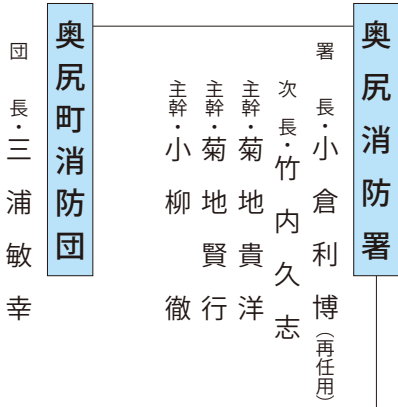 奥尻消防署
署長・小倉利博(再任用)
次長・竹内久志
主幹・菊地貴洋
主幹・菊地賢行
主幹・小柳徹
奥尻町消防団
団長・三浦敏幸